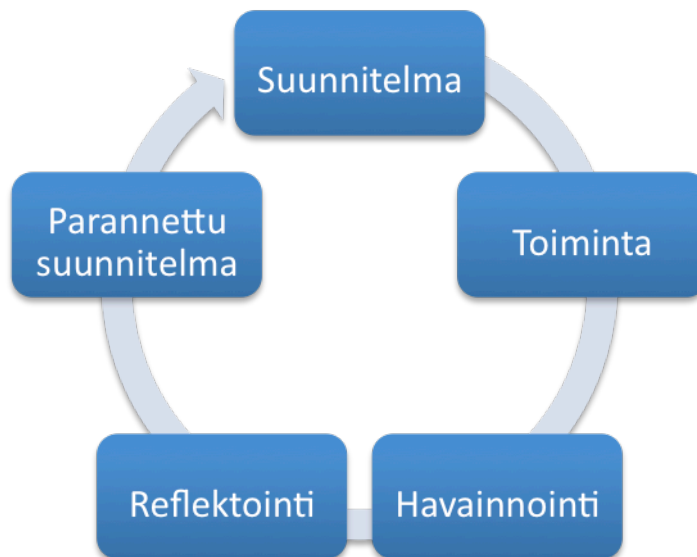 Suunnitelma
Toiminta
Havainnointi
Reflektointi
Parannettu
suunnitelma